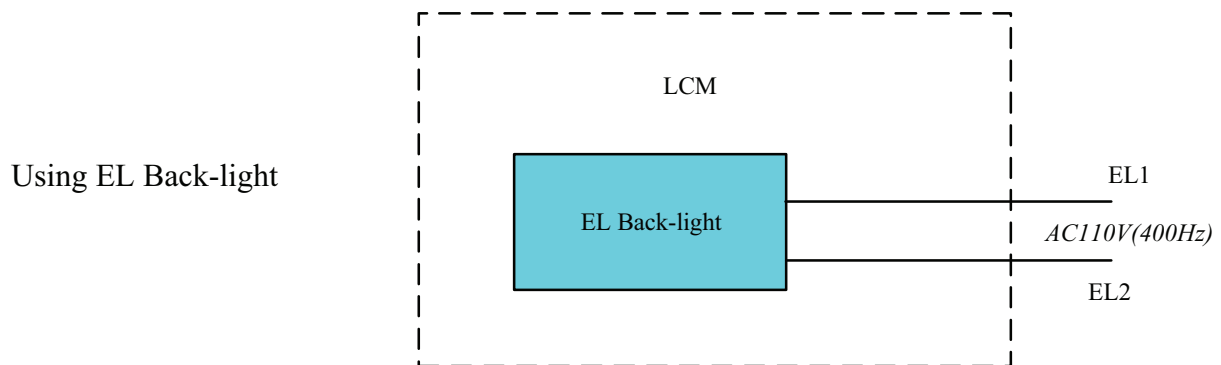 LCM
Using EL Back-light
EL Back-light
EL1
AC110V(400Hz)
EL2